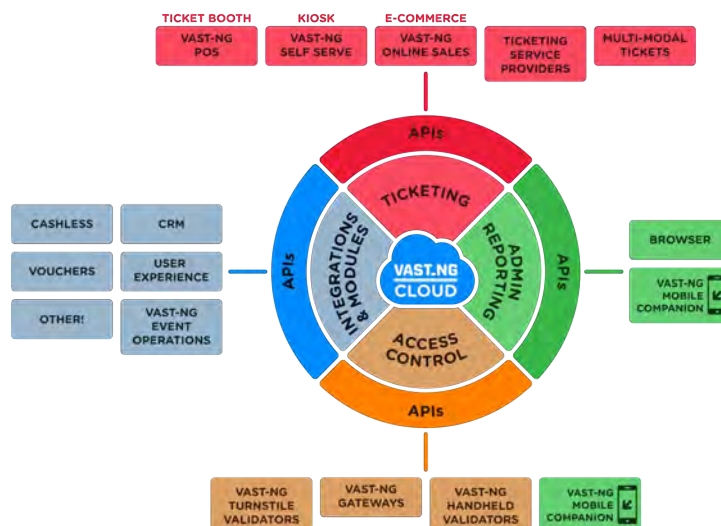 TICKET BOOTH
KIOSK
E-COMMERCE
VAST-NG
POS
VAST-NG
SELF SERVE
VAST-NG
ONLINE SALES
TICKETING
SERVICE
PROVIDERS
MULTI-MODAL
TICKETS
APIs
TICKETING
CASHLESS
CRM
VOUCHERS
USER
EXPERIENCE
OTHER!
VAST-NG
EVENT
OPERATIONS
APIs
INTEGRATIONS
& MODULES
VAST.NG
CLOUD
ADMIN
REPORTING
APIs
BROWSER
VAST-NG
MOBILE
COMPANION
ACCESS
CONTROL
APIs
VAST-NG
TURNSTILE
VALIDATORS
VAST-NG
GATEWAYS
VAST-NG
HANDHELD
VALIDATORS
VAST-NG
MOBILE
COMPANION